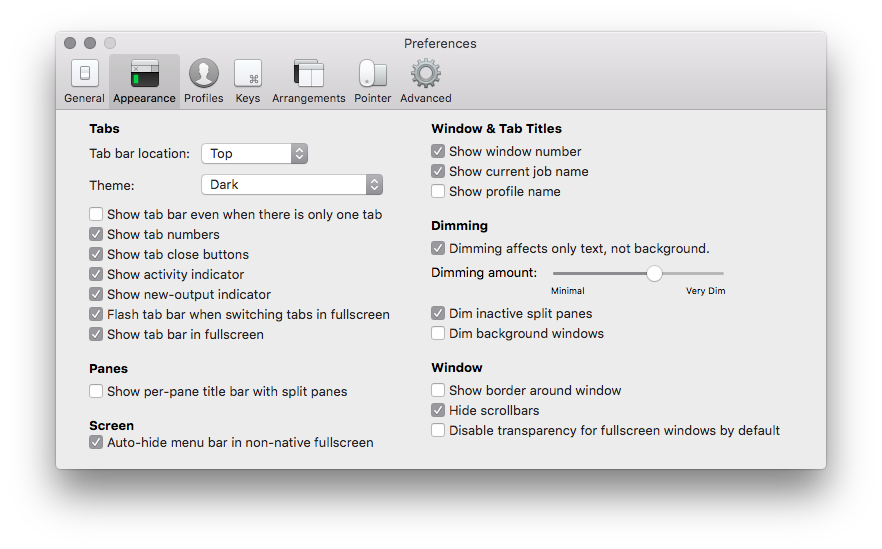 Preferences
General Appearance Profiles Keys Arrangements Pointer Advanced
Tabs
Tab bar location: Top
Theme: Dark
Show tab bar even when there is only one tab
Show tab numbers
Show tab close buttons
Show activity indicator
Show new-output indicator
Flash tab bar when switching tabs in fullscreen
Show tab bar in fullscreen
Panes
Show per-pane title bar with split panes
Screen
Auto-hide menu bar in non-native fullscreen
Window & Tab Titles
Show window number
Show current job name
Show profile name
Dimming
Dimming affects only text, not background.
Dimming amount:
Minimal Very Dim
Dim inactive split panes
Dim background windows
Window
Show border around window
Hide scrollbars
Disable transparency for fullscreen windows by default